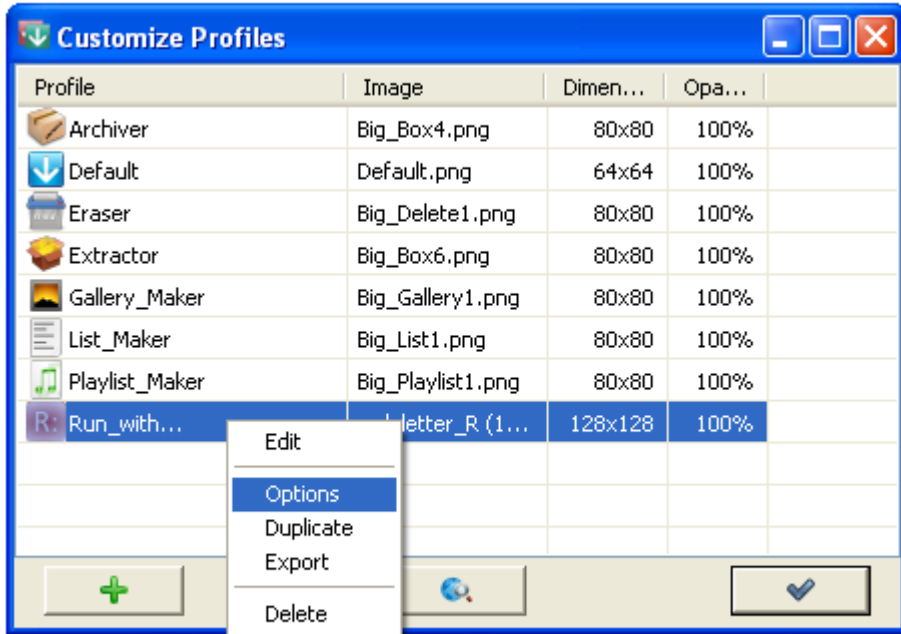 Customize Profiles
Profile Image Dimen... Opa...
Archiver Big_Box4.png 80x80 100%
Default Default.png 64x64 100%
Eraser Big_Delete1.png 80x80 100%
Extractor Big_Box6.png 80x80 100%
Gallery_Maker Big_Gallery1.png 80x80 100%
List_Maker Big_List1.png 80x80 100%
Playlist_Maker Big_Playlist1.png 80x80 100%
R: Run_with... letter_R (1... 128x128 100%
Edit
Options
Duplicate
Export
Delete